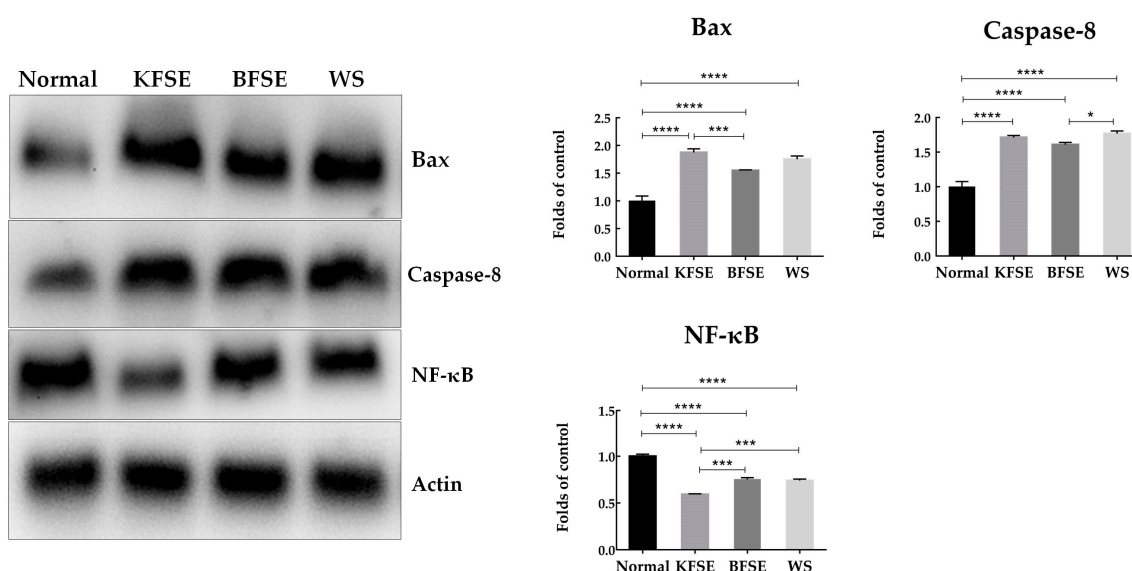 Normal KFSE BFSE WS
Bax
Caspase-8
NF-κB
Actin
Bax
****
****
**** ***
Folds of control
2.5
2.0
1.5
1.0
0.5
0.0
Normal KFSE BFSE WS
Caspase-8
****
****
**** *
Folds of control
2.0
1.5
1.0
0.5
0.0
Normal KFSE BFSE WS
NF-κB
****
****
****
***
***
Folds of control
1.5
1.0
0.5
0.0
Normal KFSE BFSE WS